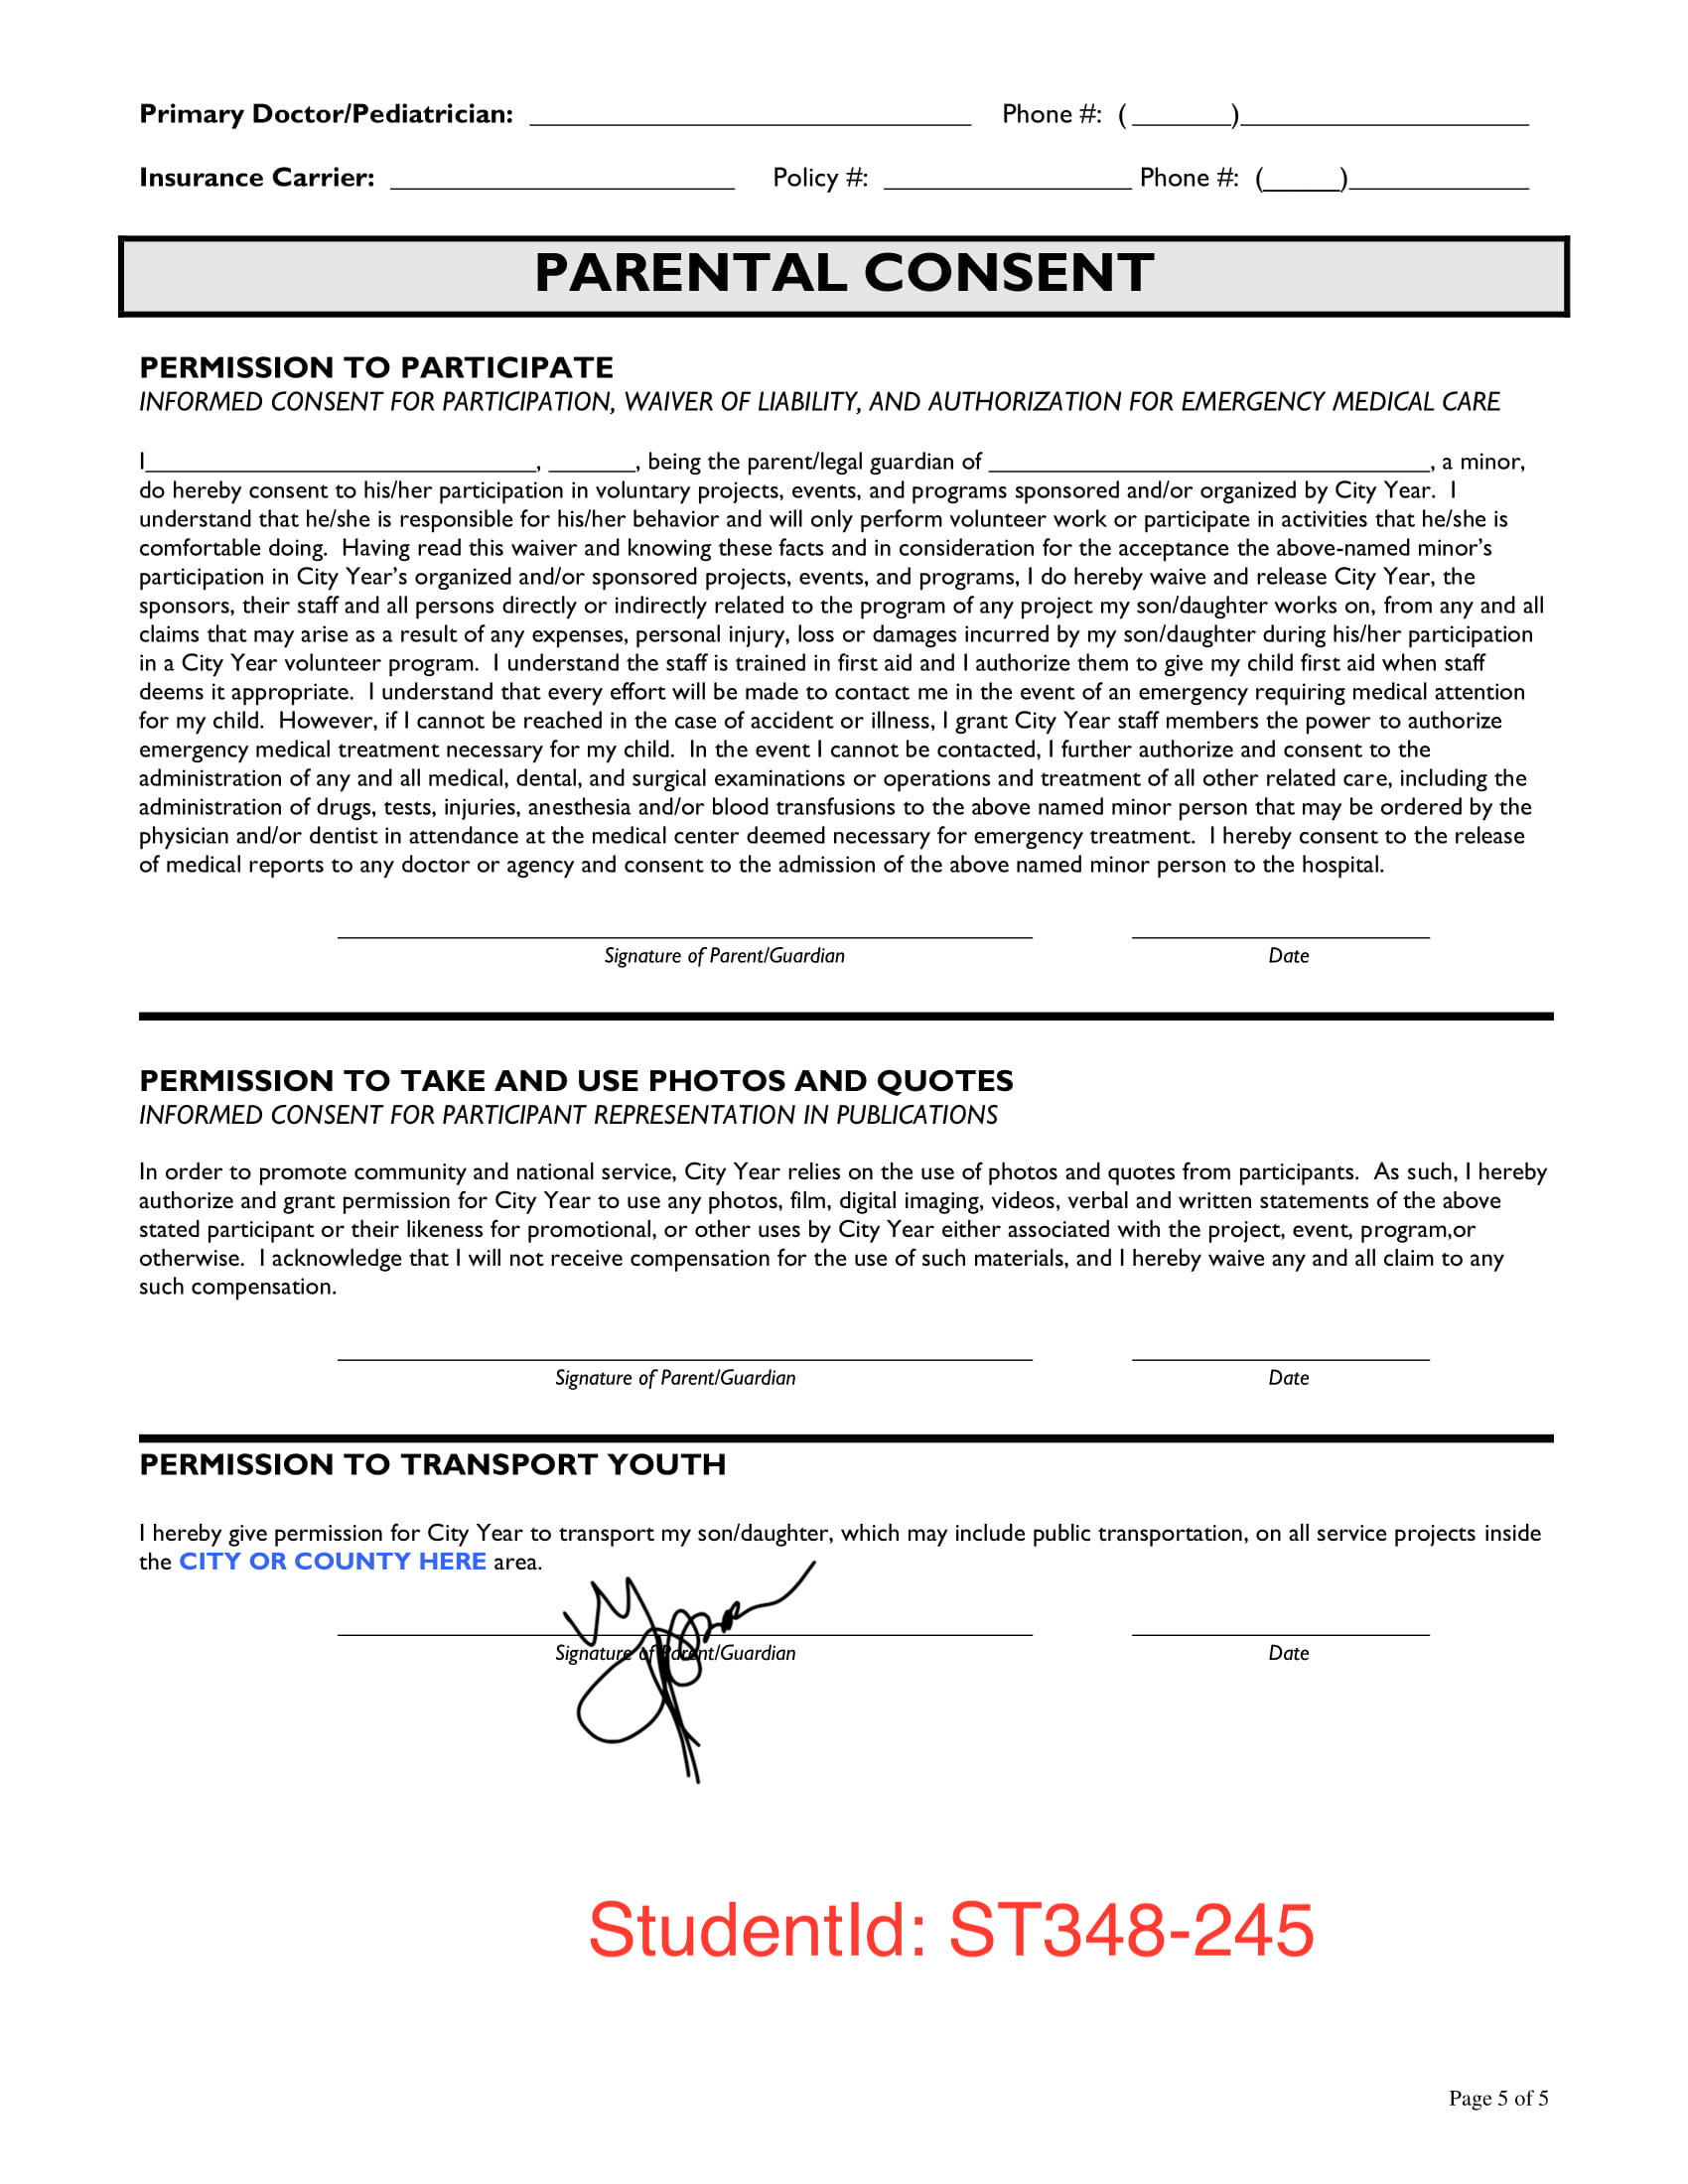 Primary Doctor/Pediatrician: ________________________________ Phone #: ( _______)_____________________
Insurance Carrier: _________________________ Policy #: __________________ Phone #: (_____)_____________
PARENTAL CONSENT
PERMISSION TO PARTICIPATE
INFORMED CONSENT FOR PARTICIPATION, WAIVER OF LIABILITY, AND AUTHORIZATION FOR EMERGENCY MEDICAL CARE
I____________________________, ______, being the parent/legal guardian of ________________________________, a minor,
do hereby consent to his/her participation in voluntary projects, events, and programs sponsored and/or organized by City Year. I
understand that he/she is responsible for his/her behavior and will only perform volunteer work or participate in activities that he/she is
comfortable doing. Having read this waiver and knowing these facts and in consideration for the acceptance the above-named minor’s
participation in City Year’s organized and/or sponsored projects, events, and programs, I do hereby waive and release City Year, the
sponsors, their staff and all persons directly or indirectly related to the program of any project my son/daughter works on, from any and all
claims that may arise as a result of any expenses, personal injury, loss or damages incurred by my son/daughter during his/her participation
in a City Year volunteer program. I understand the staff is trained in first aid and I authorize them to give my child first aid when staff
deems it appropriate. I understand that every effort will be made to contact me in the event of an emergency requiring medical attention
for my child. However, if I cannot be reached in the case of accident or illness, I grant City Year staff members the power to authorize
emergency medical treatment necessary for my child. In the event I cannot be contacted, I further authorize and consent to the
administration of any and all medical, dental, and surgical examinations or operations and treatment of all other related care, including the
administration of drugs, tests, injuries, anesthesia and/or blood transfusions to the above named minor person that may be ordered by the
physician and/or dentist in attendance at the medical center deemed necessary for emergency treatment. I hereby consent to the release
of medical reports to any doctor or agency and consent to the admission of the above named minor person to the hospital.
Signature of Parent/Guardian Date
PERMISSION TO TAKE AND USE PHOTOS AND QUOTES
INFORMED CONSENT FOR PARTICIPANT REPRESENTATION IN PUBLICATIONS
In order to promote community and national service, City Year relies on the use of photos and quotes from participants. As such, I hereby
authorize and grant permission for City Year to use any photos, film, digital imaging, videos, verbal and written statements of the above
stated participant or their likeness for promotional, or other uses by City Year either associated with the project, event, program,or
otherwise. I acknowledge that I will not receive compensation for the use of such materials, and I hereby waive any and all claim to any
such compensation.
Signature of Parent/Guardian Date
PERMISSION TO TRANSPORT YOUTH
I hereby give permission for City Year to transport my son/daughter, which may include public transportation, on all service projects inside
the CITY OR COUNTY HERE area.
Signature of Parent/Guardian Date
StudentId: ST348-245
Page 5 of 5